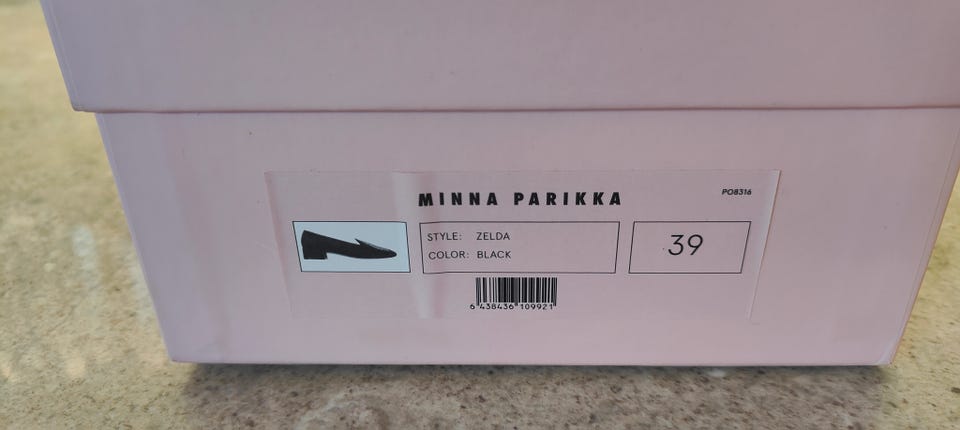 MINNA PARIKKA
PO8316
STYLE: ZELDA
COLOR: BLACK
39
6 438436 109921